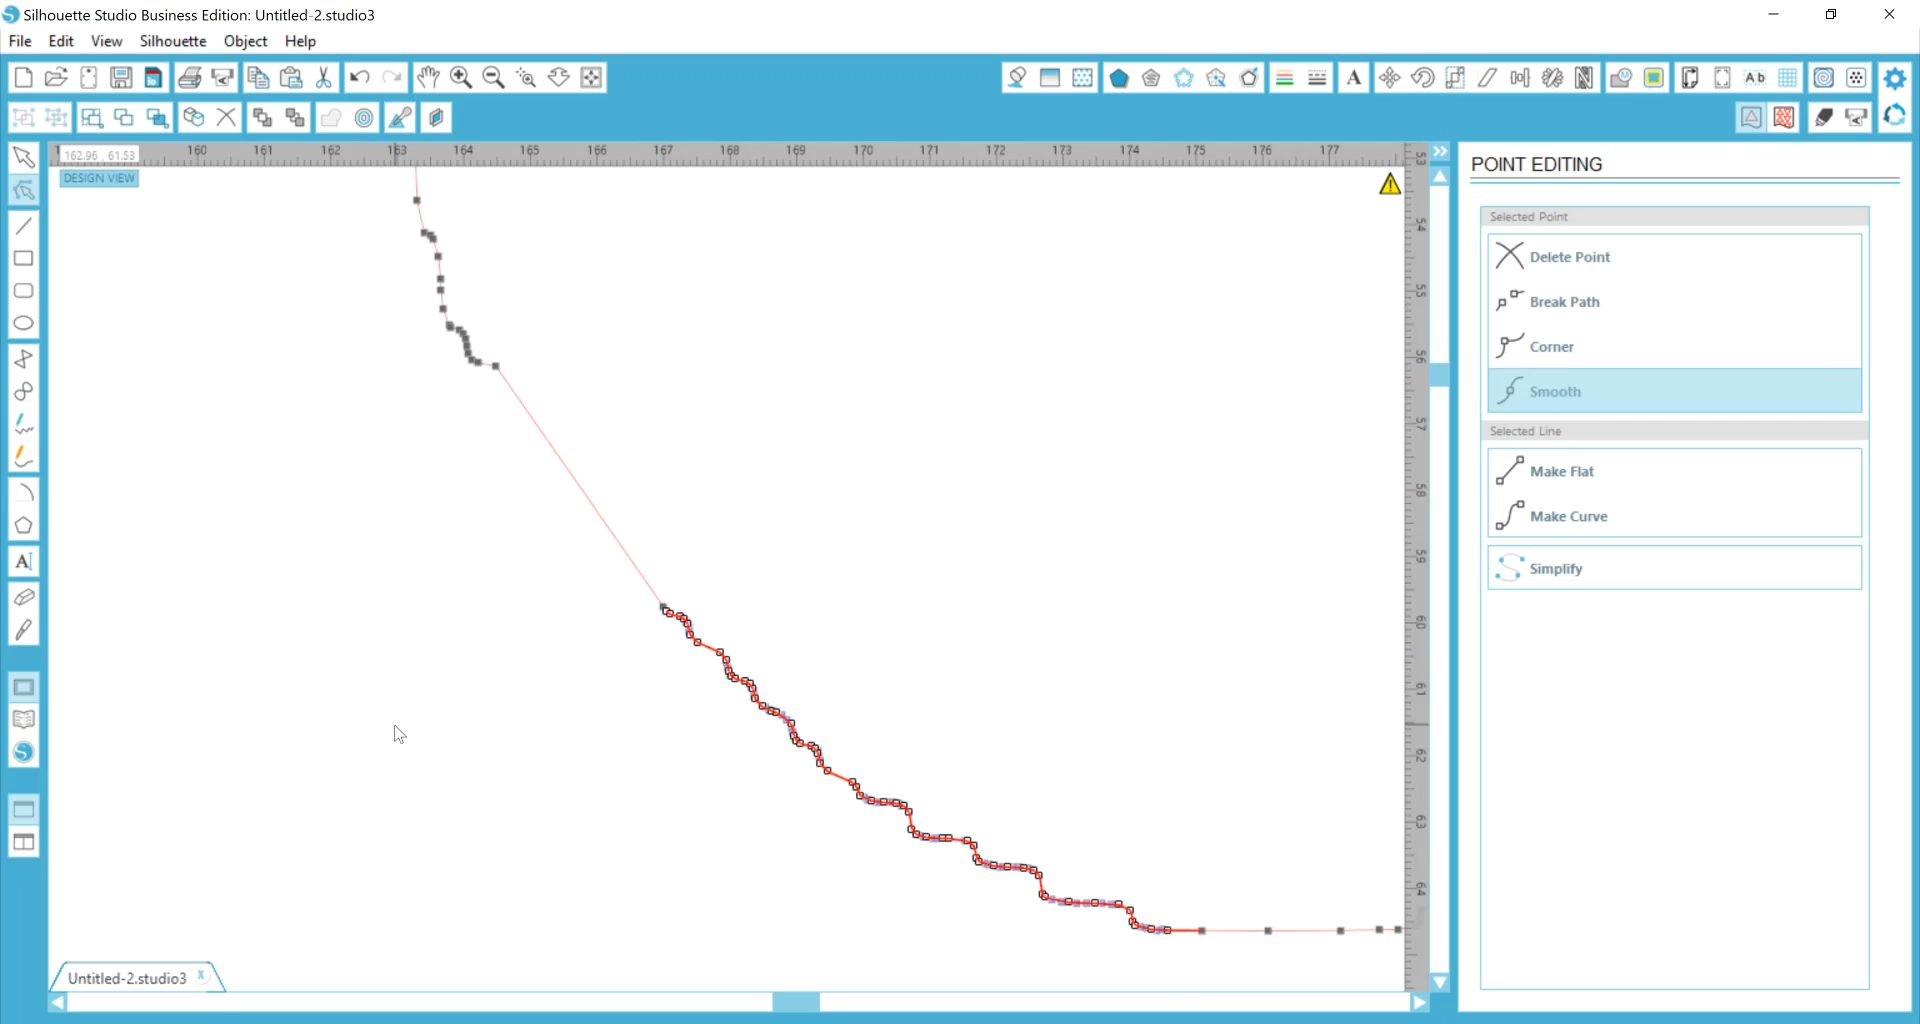 Silhouette Studio Business Edition: Untitled-2.studio3
File Edit View Silhouette Object Help
A
Ab
162.96 , 61.53
160 161 162 163 164 165 166 167 168 169 170 171 172 173 174 175 176 177
DESIGN VIEW
53
54
55
56
57
58
59
60
61
62
63
64
A
POINT EDITING
Selected Point
Delete Point
Break Path
Corner
Smooth
Selected Line
Make Flat
Make Curve
Simplify
Untitled-2.studio3 x